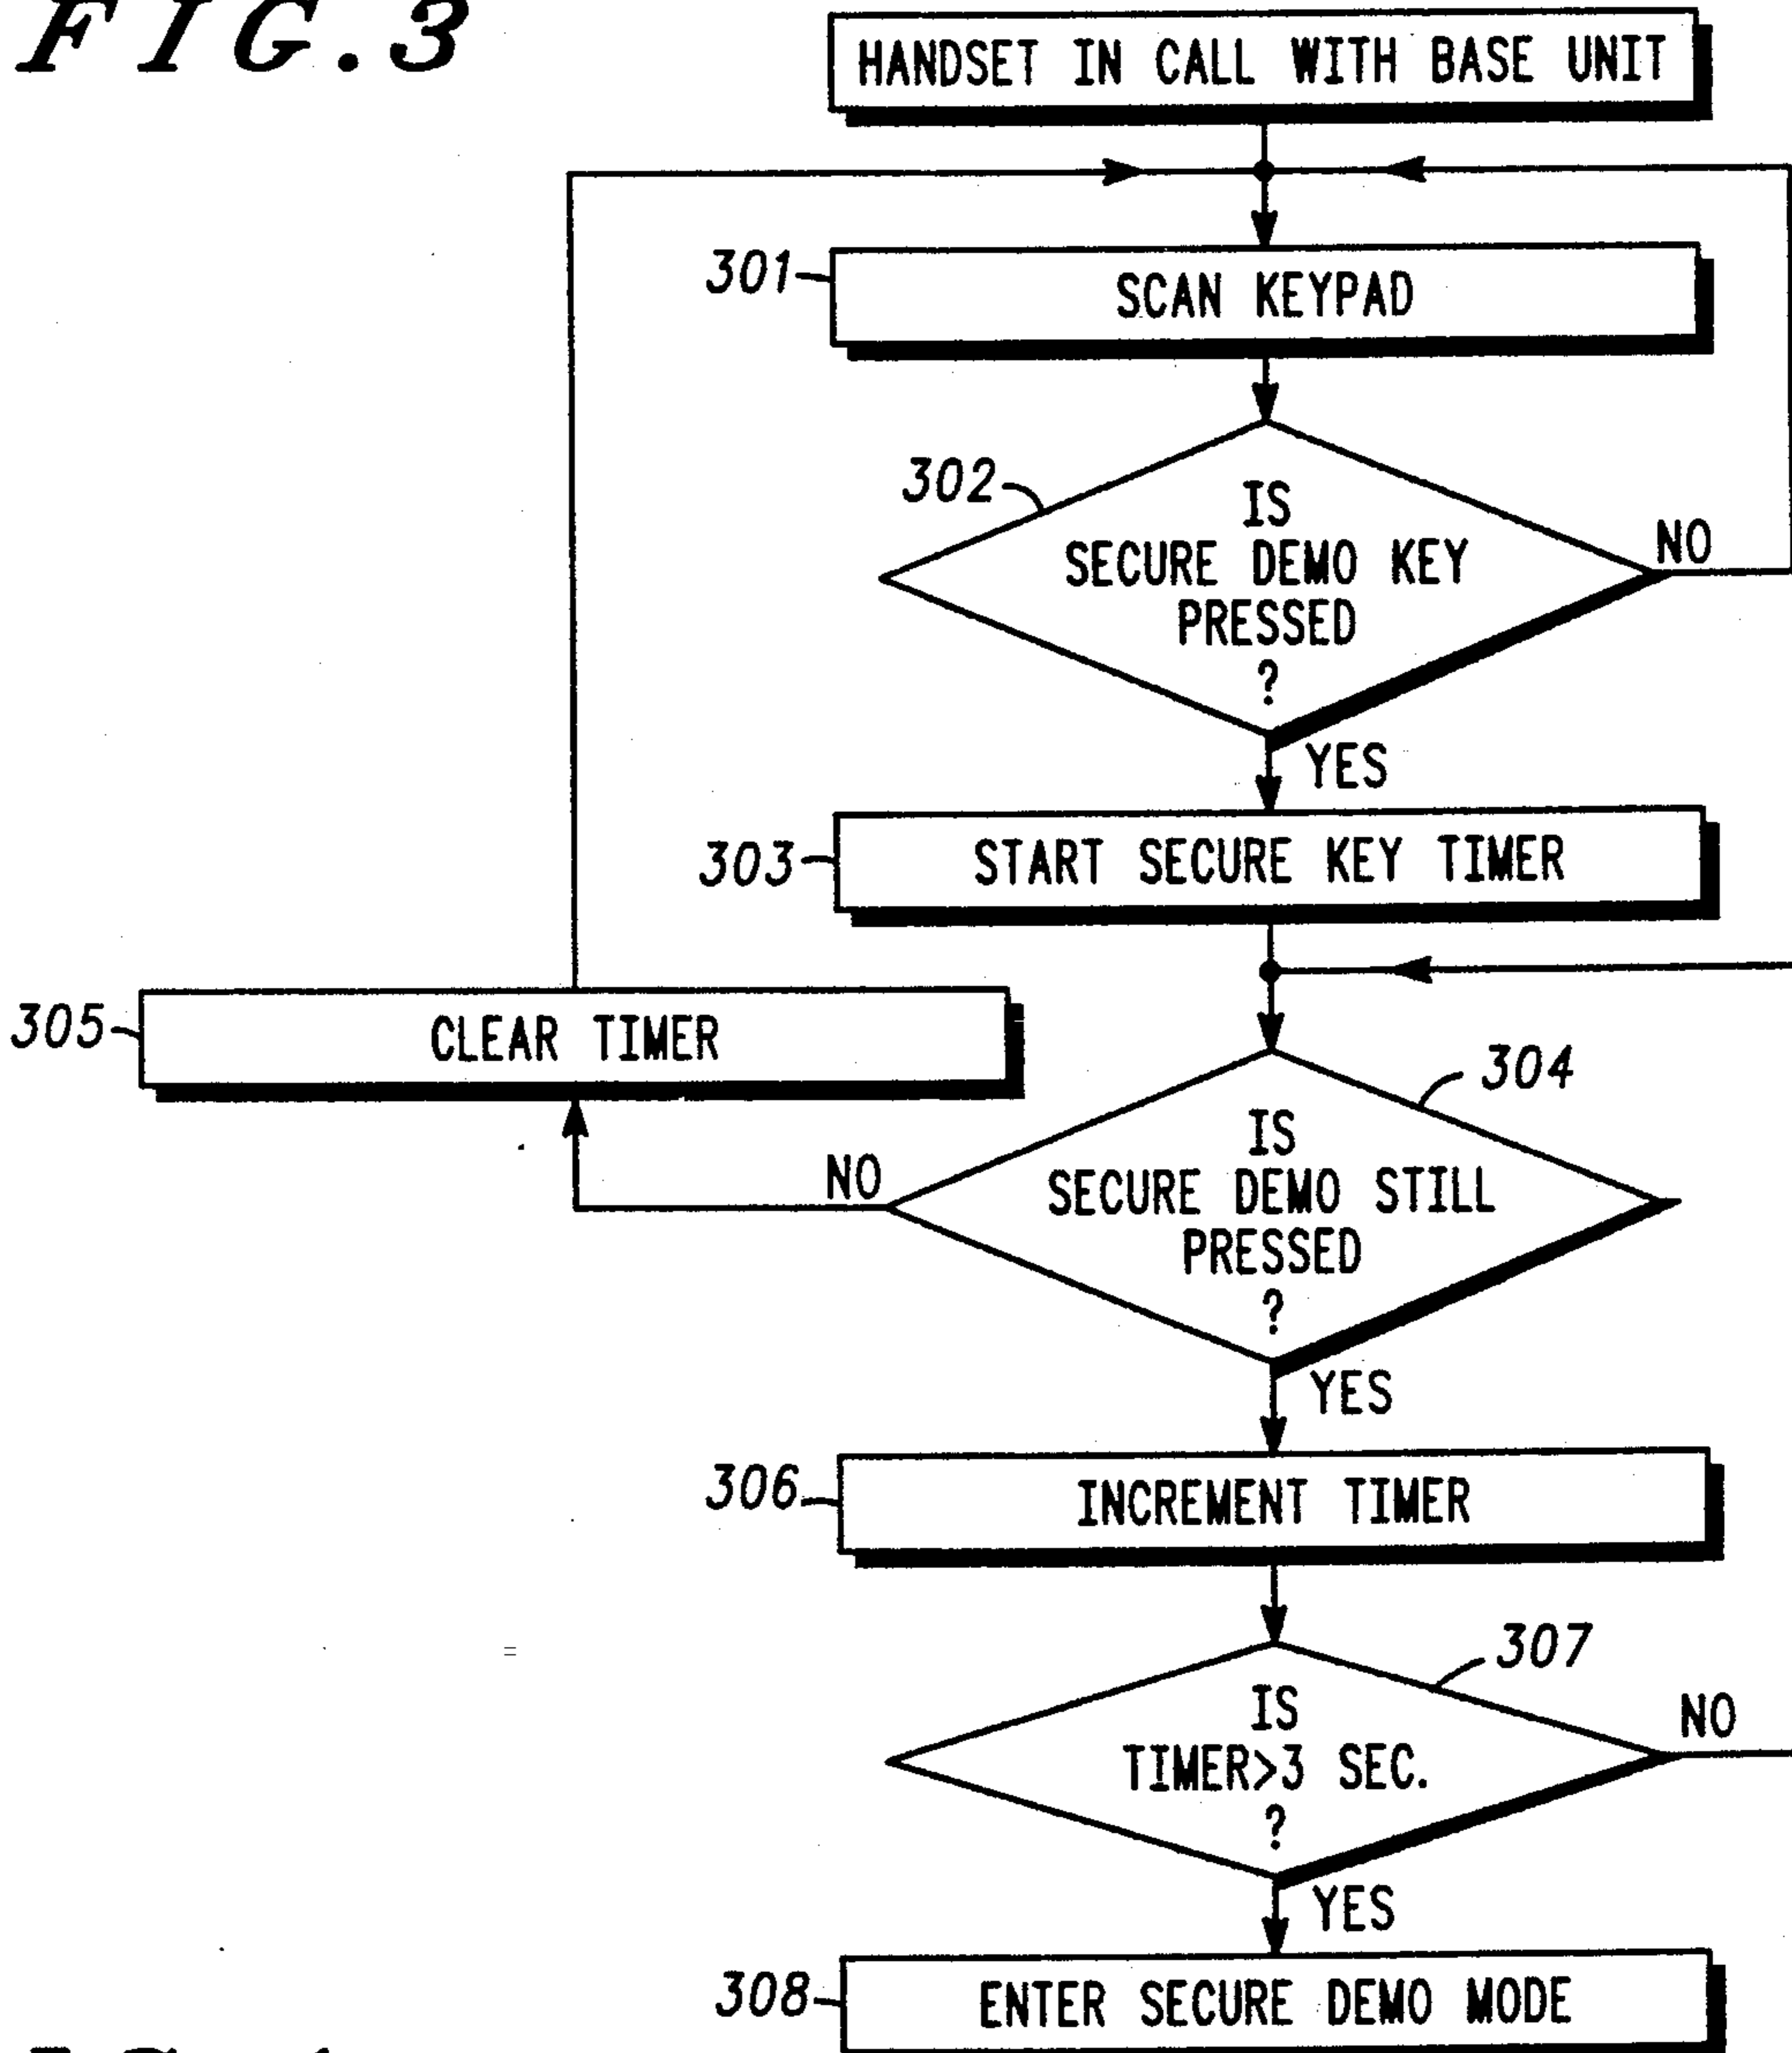 FIG.3
HANDSET IN CALL WITH BASE UNIT
301
SCAN KEYPAD
302
IS
SECURE DEMO KEY
PRESSED
?
NO
YES
303
START SECURE KEY TIMER
305
CLEAR TIMER
304
IS
SECURE DEMO STILL
PRESSED
?
NO
YES
306
INCREMENT TIMER
307
IS
TIMER>3 SEC.
?
NO
YES
308
ENTER SECURE DEMO MODE